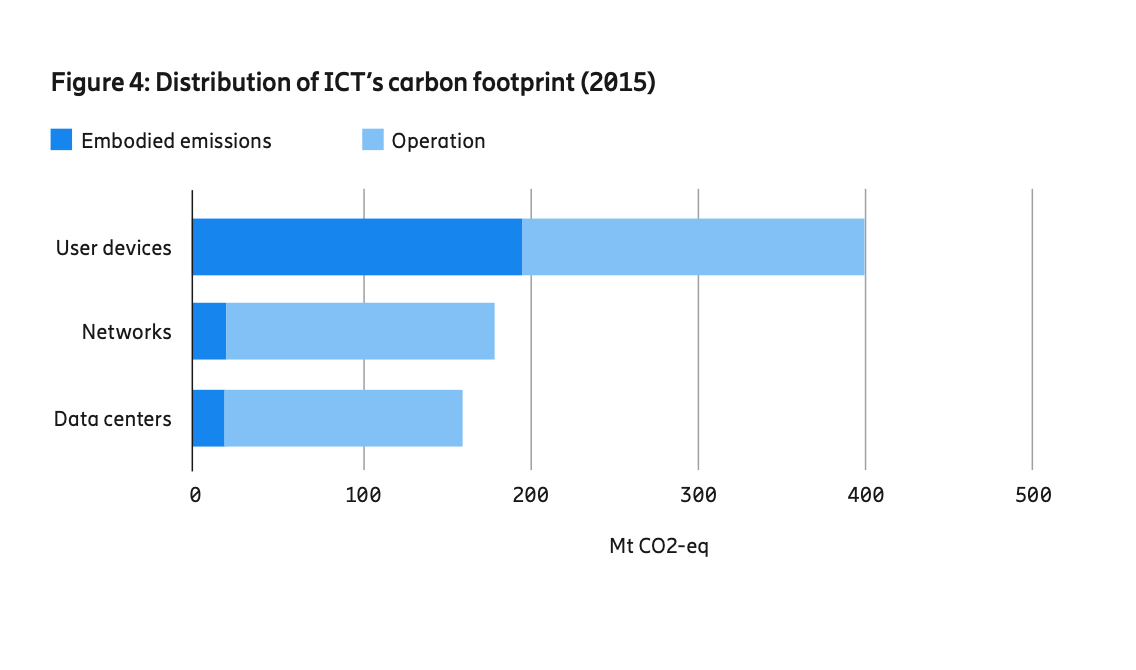 Figure 4: Distribution of ICT’s carbon footprint (2015)
Embodied emissions Operation
User devices
Networks
Data centers
0 100 200 300 400 500
Mt CO2-eq